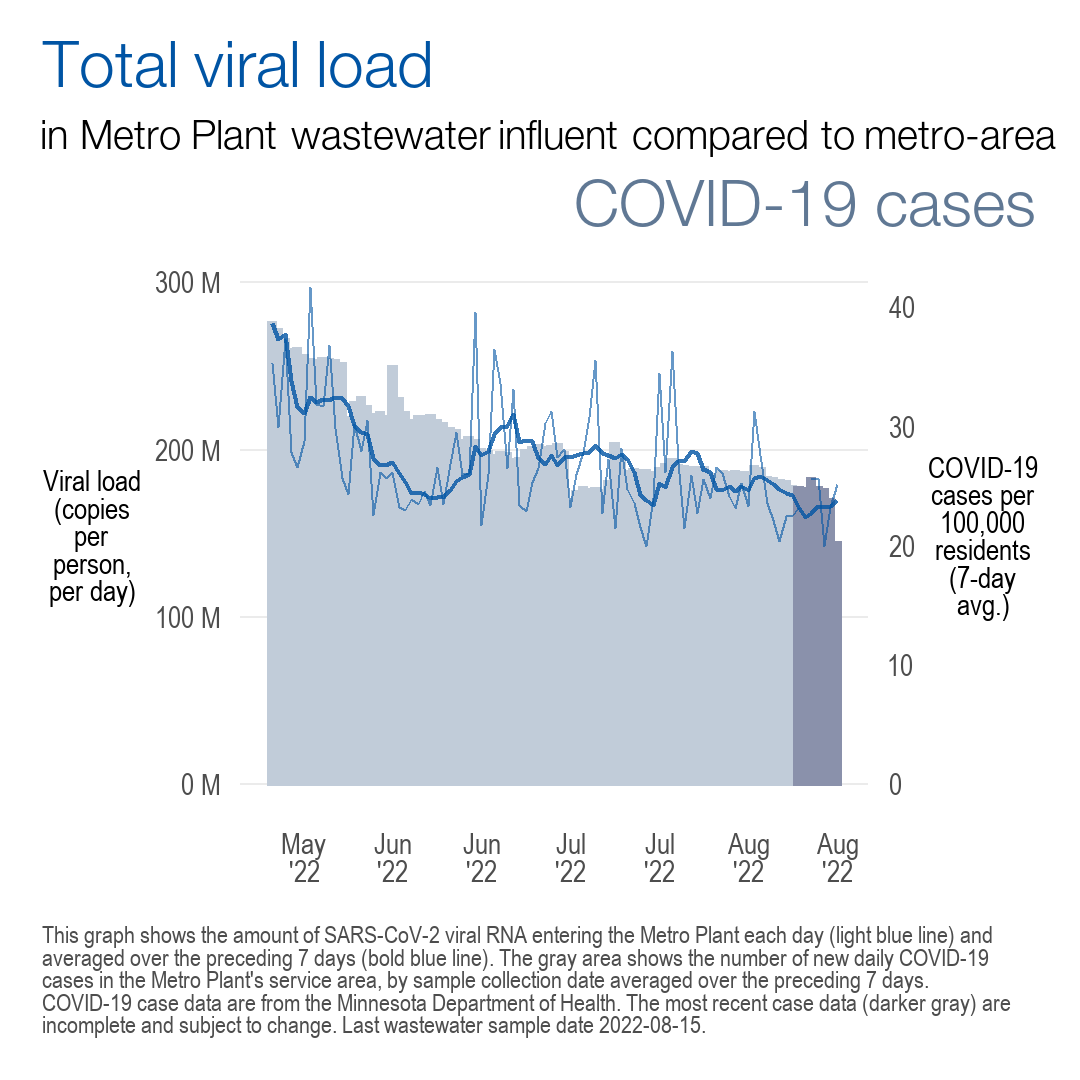 Total viral load
in Metro Plant wastewater influent compared to metro-area
COVID-19 cases
300 M
200 M
100 M
0 M
Viral load
(copies
per
person,
per day)
40
30
20
10
0
COVID-19
cases per
100,000
residents
(7-day
avg.)
May
'22
Jun
'22
Jun
'22
Jul
'22
Jul
'22
Aug
'22
Aug
'22
This graph shows the amount of SARS-CoV-2 viral RNA entering the Metro Plant each day (light blue line) and
averaged over the preceding 7 days (bold blue line). The gray area shows the number of new daily COVID-19
cases in the Metro Plant's service area, by sample collection date averaged over the preceding 7 days.
COVID-19 case data are from the Minnesota Department of Health. The most recent case data (darker gray) are
incomplete and subject to change. Last wastewater sample date 2022-08-15.